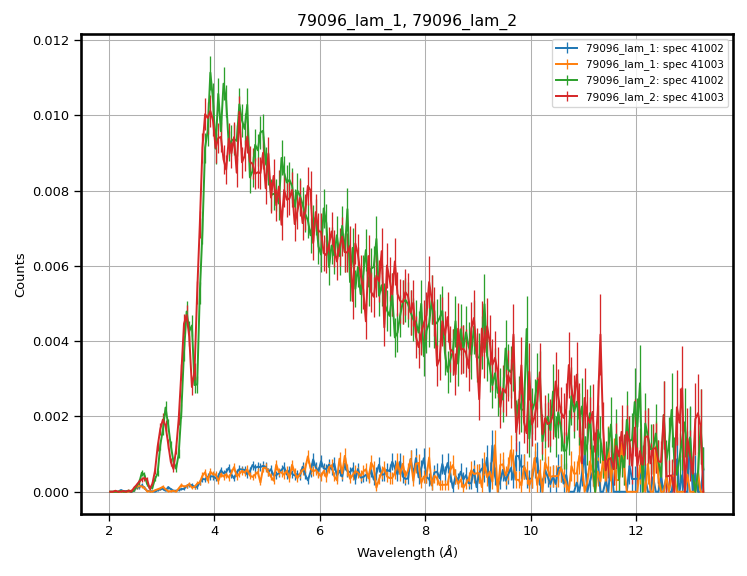 79096_lam_1, 79096_lam_2
79096_lam_1: spec 41002
79096_lam_1: spec 41003
79096_lam_2: spec 41002
79096_lam_2: spec 41003
0.012
0.010
0.008
0.006
0.004
0.002
0.000
Counts
2 4 6 8 10 12
Wavelength (Å)